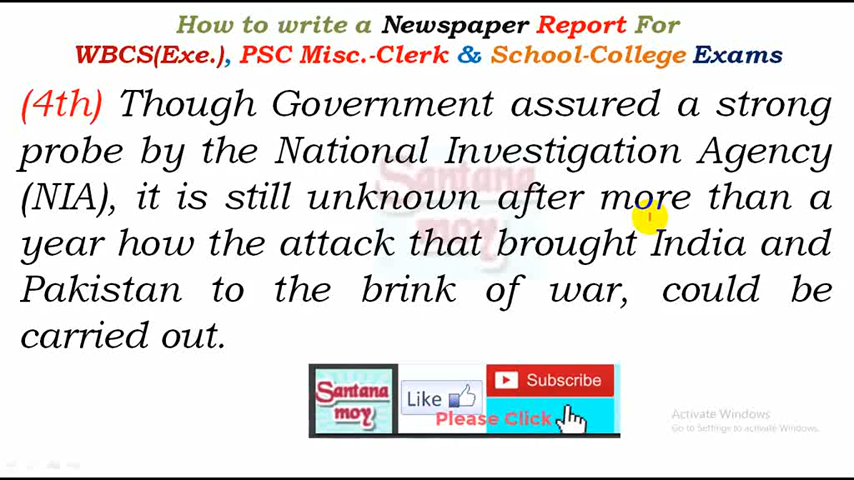 How to write a Newspaper Report For
WBCS(Exe.), PSC Misc.-Clerk & School-College Exams
(4th) Though Government assured a strong
probe by the National Investigation Agency
(NIA), it is still unknown after more than a
year how the attack that brought India and
Pakistan to the brink of war, could be
carried out.
Santana
moy
Santana
moy
Like
Subscribe
Please Click
Activate Windows
Go to Settings to activate Windows.